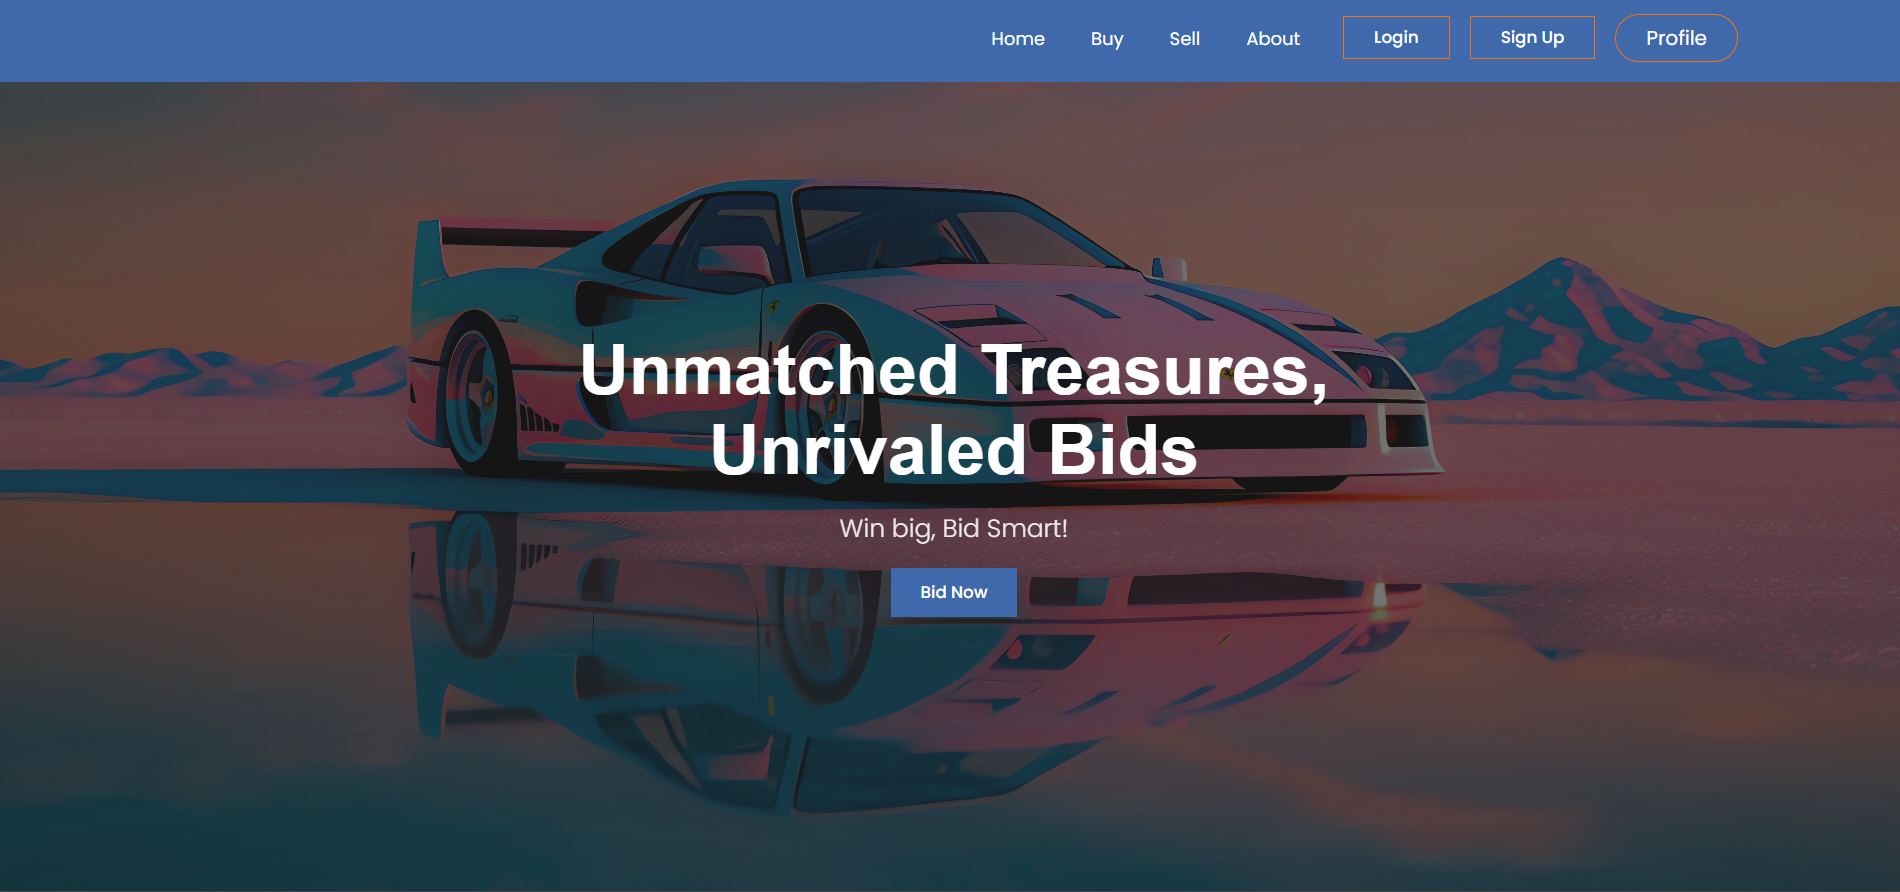 Home Buy Sell About Login Sign Up Profile
Unmatched Treasures,
Unrivaled Bids
Win big, Bid Smart!
Bid Now